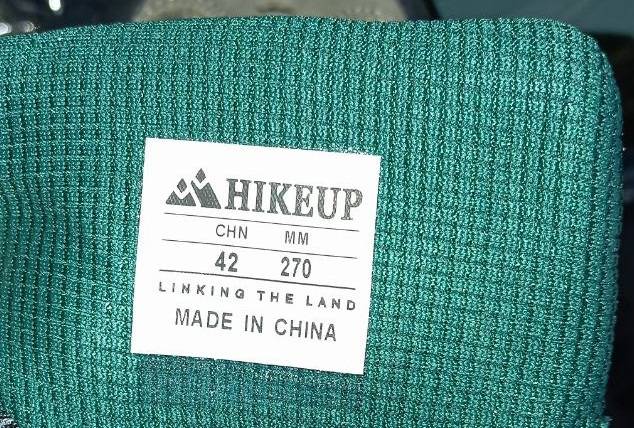 HIKEUP
CHN MM
42 270
LINKING THE LAND
MADE IN CHINA